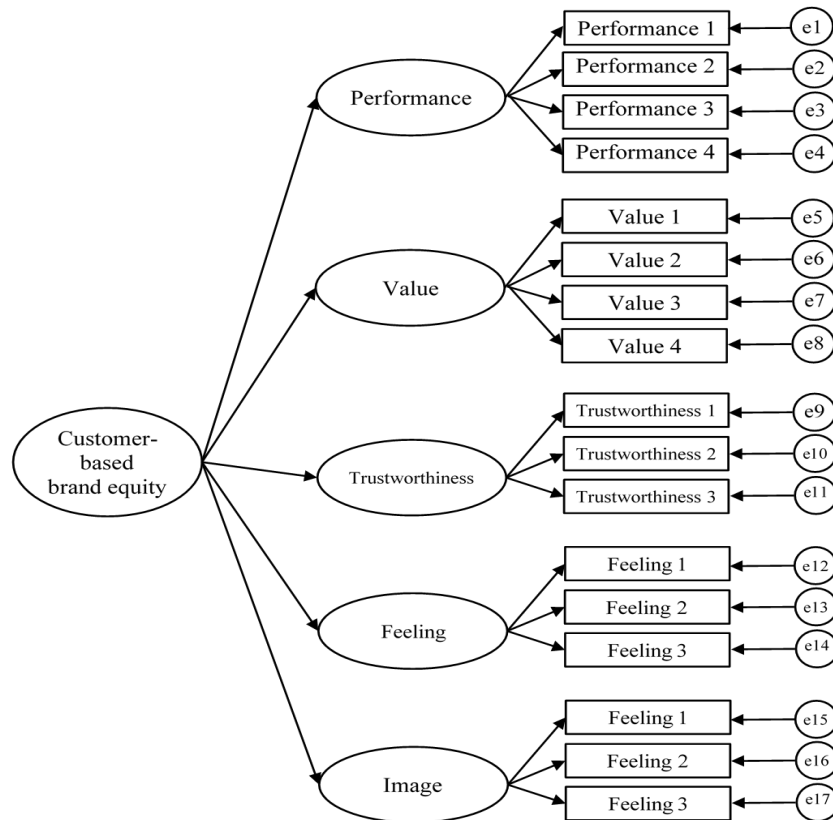 Performance 1
e1
Performance 2
e2
Performance
Performance 3
e3
Performance 4
e4
Value 1
e5
Value 2
e6
Value
Value 3
e7
Value 4
e8
Customer-
based
brand equity
Trustworthiness 1
e9
Trustworthiness 2
e10
Trustworthiness
Trustworthiness 3
e11
Feeling 1
e12
Feeling 2
e13
Feeling
Feeling 3
e14
Feeling 1
e15
Feeling 2
e16
Image
Feeling 3
e17